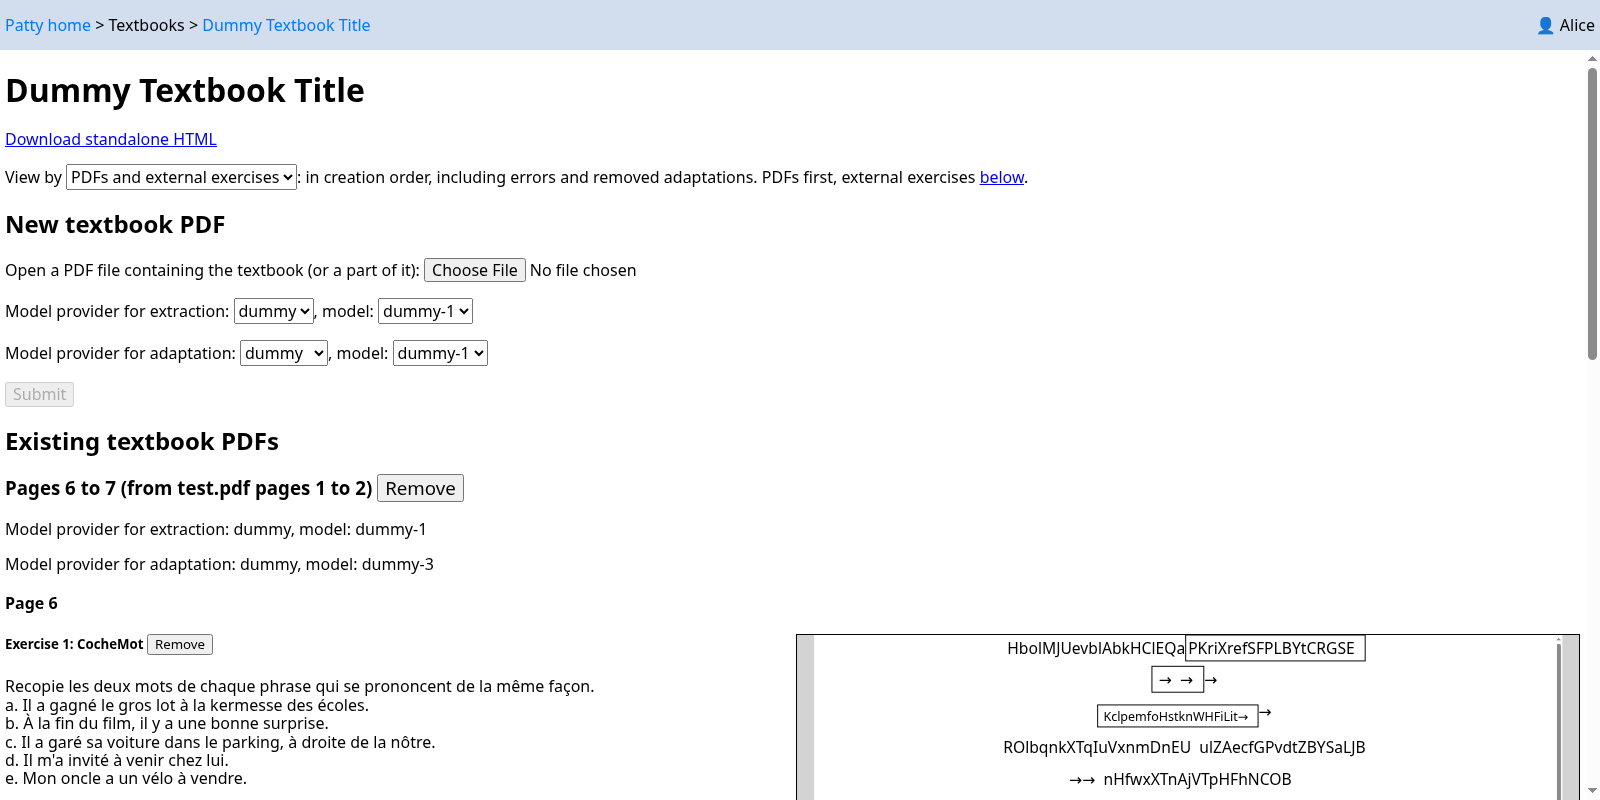 Patty home > Textbooks > Dummy Textbook Title
👤 Alice
Dummy Textbook Title
Download standalone HTML
View by PDFs and external exercises : in creation order, including errors and removed adaptations. PDFs first, external exercises below.
New textbook PDF
Open a PDF file containing the textbook (or a part of it): Choose File No file chosen
Model provider for extraction: dummy , model: dummy-1
Model provider for adaptation: dummy , model: dummy-1
Submit
Existing textbook PDFs
Pages 6 to 7 (from test.pdf pages 1 to 2) Remove
Model provider for extraction: dummy, model: dummy-1
Model provider for adaptation: dummy, model: dummy-3
Page 6
Exercise 1: CocheMot Remove
Recopie les deux mots de chaque phrase qui se prononcent de la même façon.
a. Il a gagné le gros lot à la kermesse des écoles.
b. À la fin du film, il y a une bonne surprise.
c. Il a garé sa voiture dans le parking, à droite de la nôtre.
d. Il m'a invité à venir chez lui.
e. Mon oncle a un vélo à vendre.
→ → →
→→ nHfwxXTnAjVTpHFhNCOB